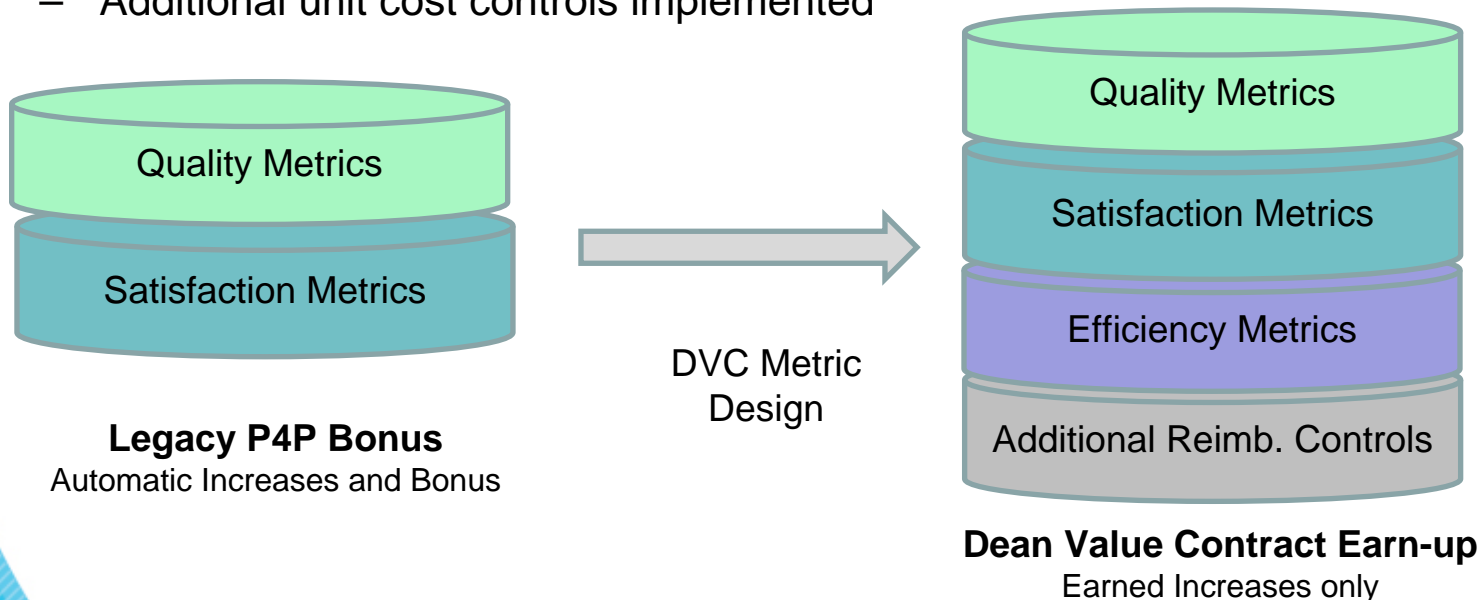 – Additional unit cost controls implemented
Quality Metrics
Satisfaction Metrics
Legacy P4P Bonus
Automatic Increases and Bonus
DVC Metric
Design
Quality Metrics
Satisfaction Metrics
Efficiency Metrics
Additional Reimb. Controls
Dean Value Contract Earn-up
Earned Increases only